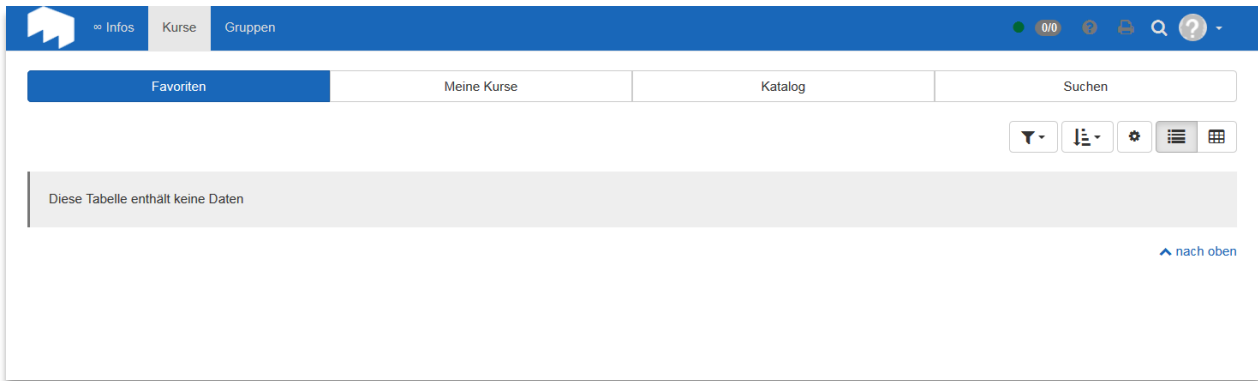 ∞ Infos Kurse Gruppen 0/0
Favoriten Meine Kurse Katalog Suchen
Diese Tabelle enthält keine Daten
nach oben